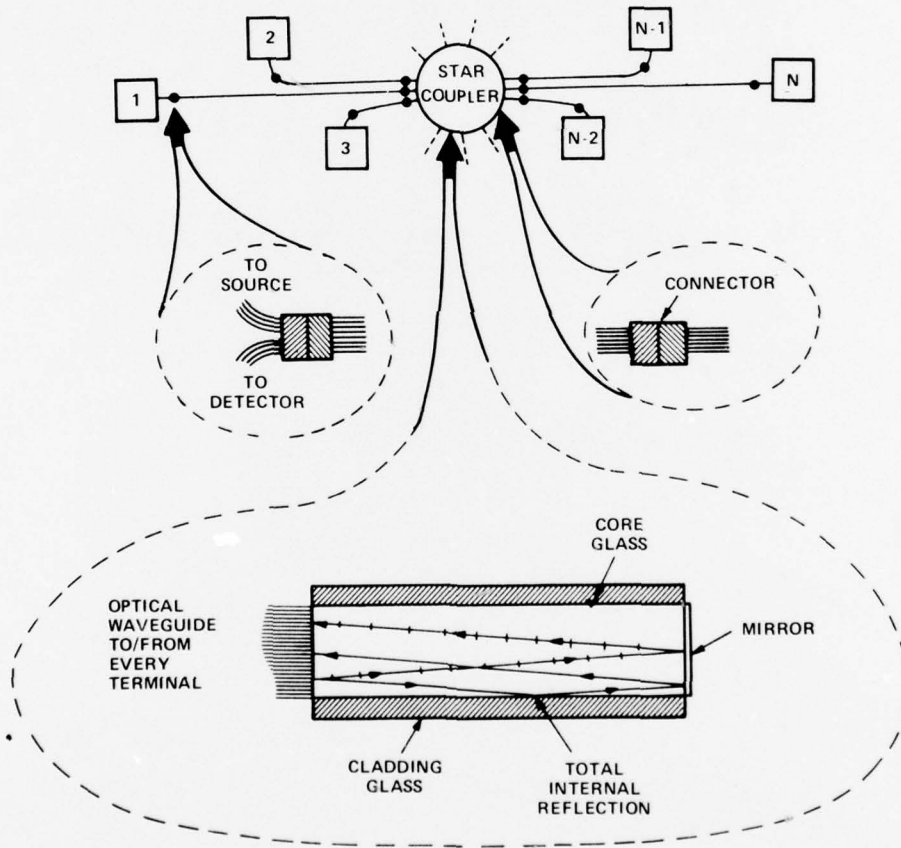 2
N-1
1
STAR
COUPLER
N
3
N-2
TO
SOURCE
TO
DETECTOR
CONNECTOR
CORE
GLASS
OPTICAL
WAVEGUIDE
TO/FROM
EVERY
TERMINAL
MIRROR
CLADDING
GLASS
TOTAL
INTERNAL
REFLECTION